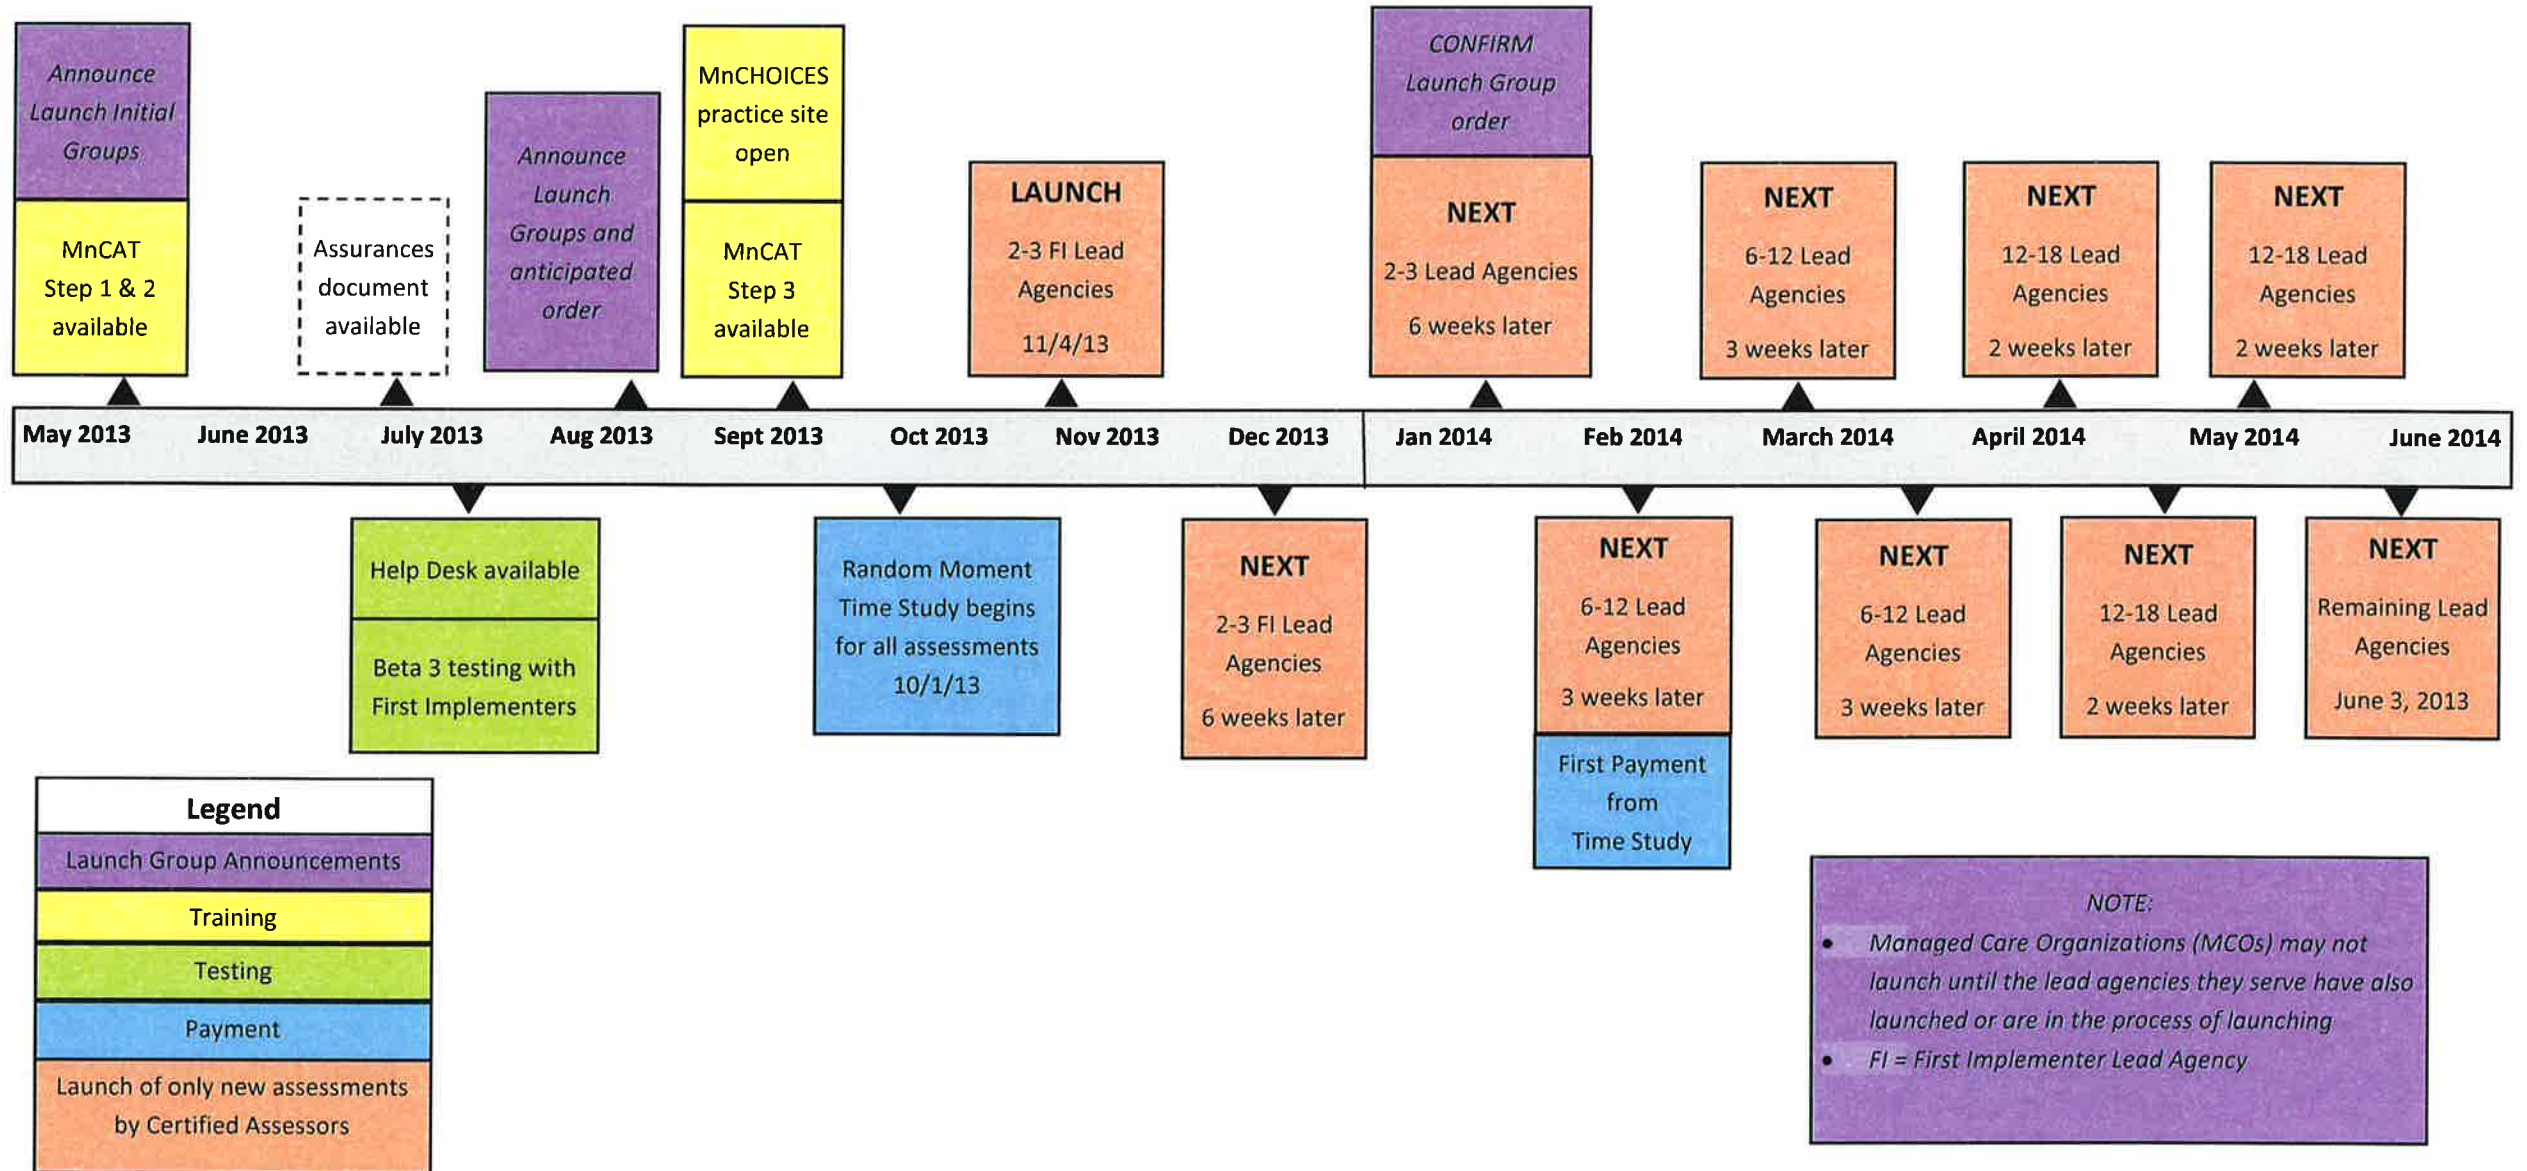 Announce
Launch Initial
Groups
MnCAT
Step 1 & 2
available
Assurances
document
available
Announce
Launch
Groups and
anticipated
order
MnCHOICES
practice site
open
MnCAT
Step 3
available
LAUNCH
2-3 FI Lead
Agencies
11/4/13
CONFIRM
Launch Group
order
NEXT
2-3 Lead Agencies
6 weeks later
NEXT
6-12 Lead
Agencies
3 weeks later
NEXT
12-18 Lead
Agencies
2 weeks later
NEXT
12-18 Lead
Agencies
2 weeks later
May 2013 June 2013 July 2013 Aug 2013 Sept 2013 Oct 2013 Nov 2013 Dec 2013 Jan 2014 Feb 2014 March 2014 April 2014 May 2014 June 2014
Help Desk available
Beta 3 testing with
First Implementers
Random Moment
Time Study begins
for all assessments
10/1/13
NEXT
2-3 FI Lead
Agencies
6 weeks later
NEXT
6-12 Lead
Agencies
3 weeks later
First Payment
from
Time Study
NEXT
6-12 Lead
Agencies
3 weeks later
NEXT
12-18 Lead
Agencies
2 weeks later
NEXT
Remaining Lead
Agencies
June 3, 2013
Legend
Launch Group Announcements
Training
Testing
Payment
Launch of only new assessments
by Certified Assessors
NOTE:
• Managed Care Organizations (MCOs) may not
launch until the lead agencies they serve have also
launched or are in the process of launching
• FI = First Implementer Lead Agency